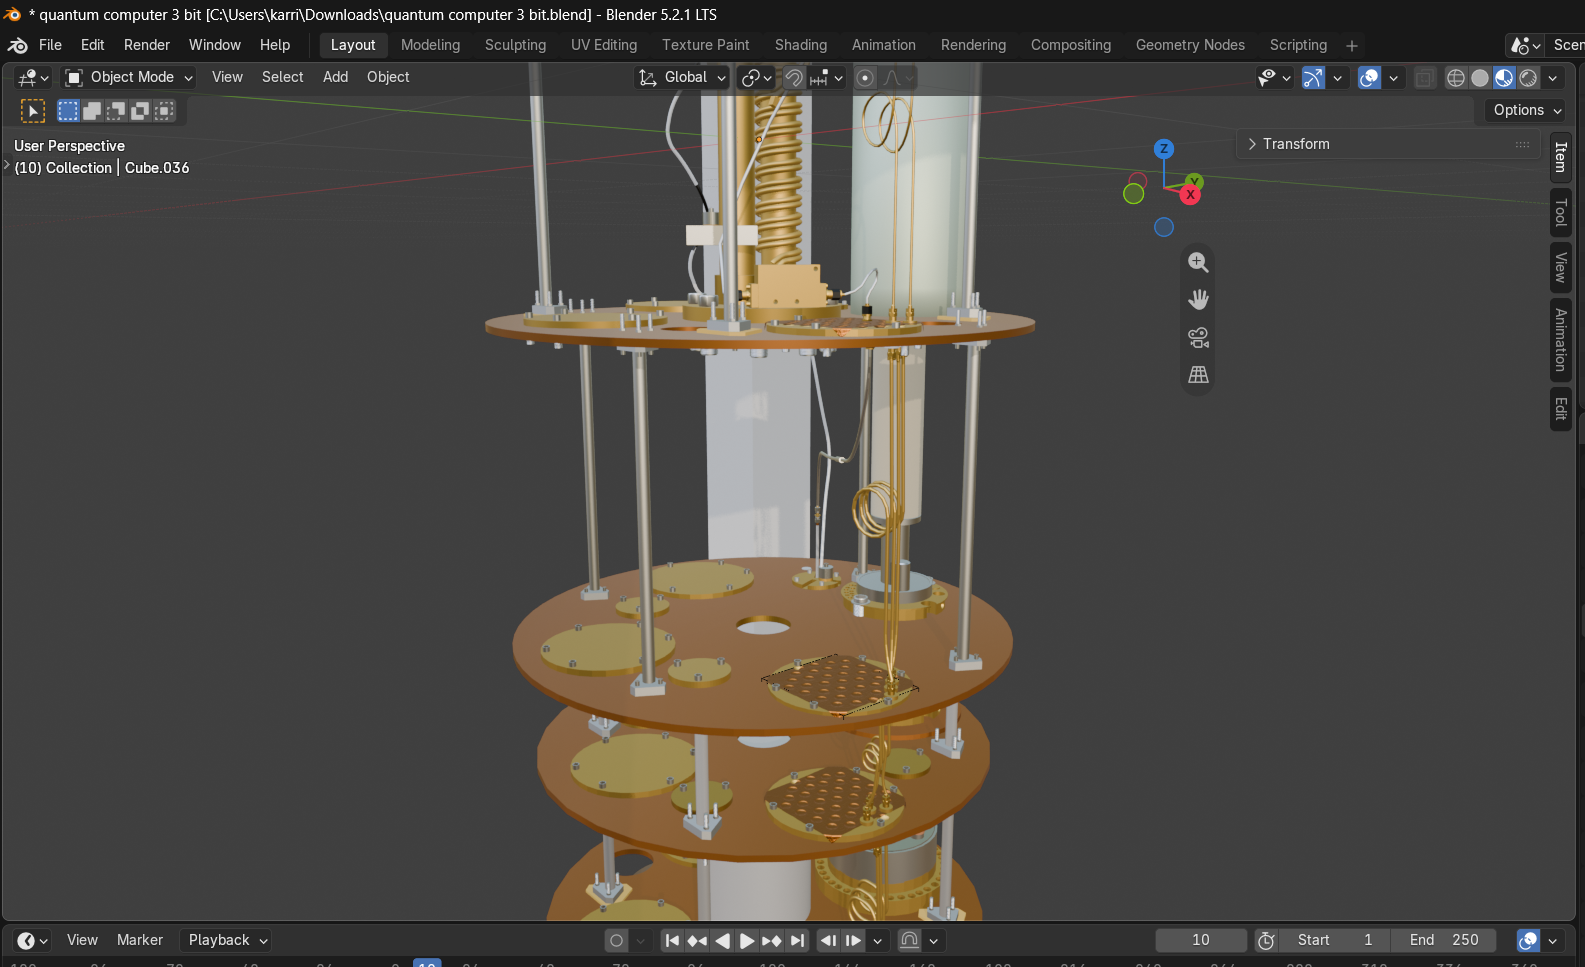 * quantum computer 3 bit [C:\Users\karri\Downloads\quantum computer 3 bit.blend] - Blender 5.2.1 LTS
File Edit Render Window Help Layout Modeling Sculpting UV Editing Texture Paint Shading Animation Rendering Compositing Geometry Nodes Scripting + Scen
Object Mode View Select Add Object Global
Options
User Perspective
(10) Collection | Cube.036
Transform
Z
Y
X
Item
Tool
View
Animation
Edit
View Marker Playback 10 Start 1 End 250
10